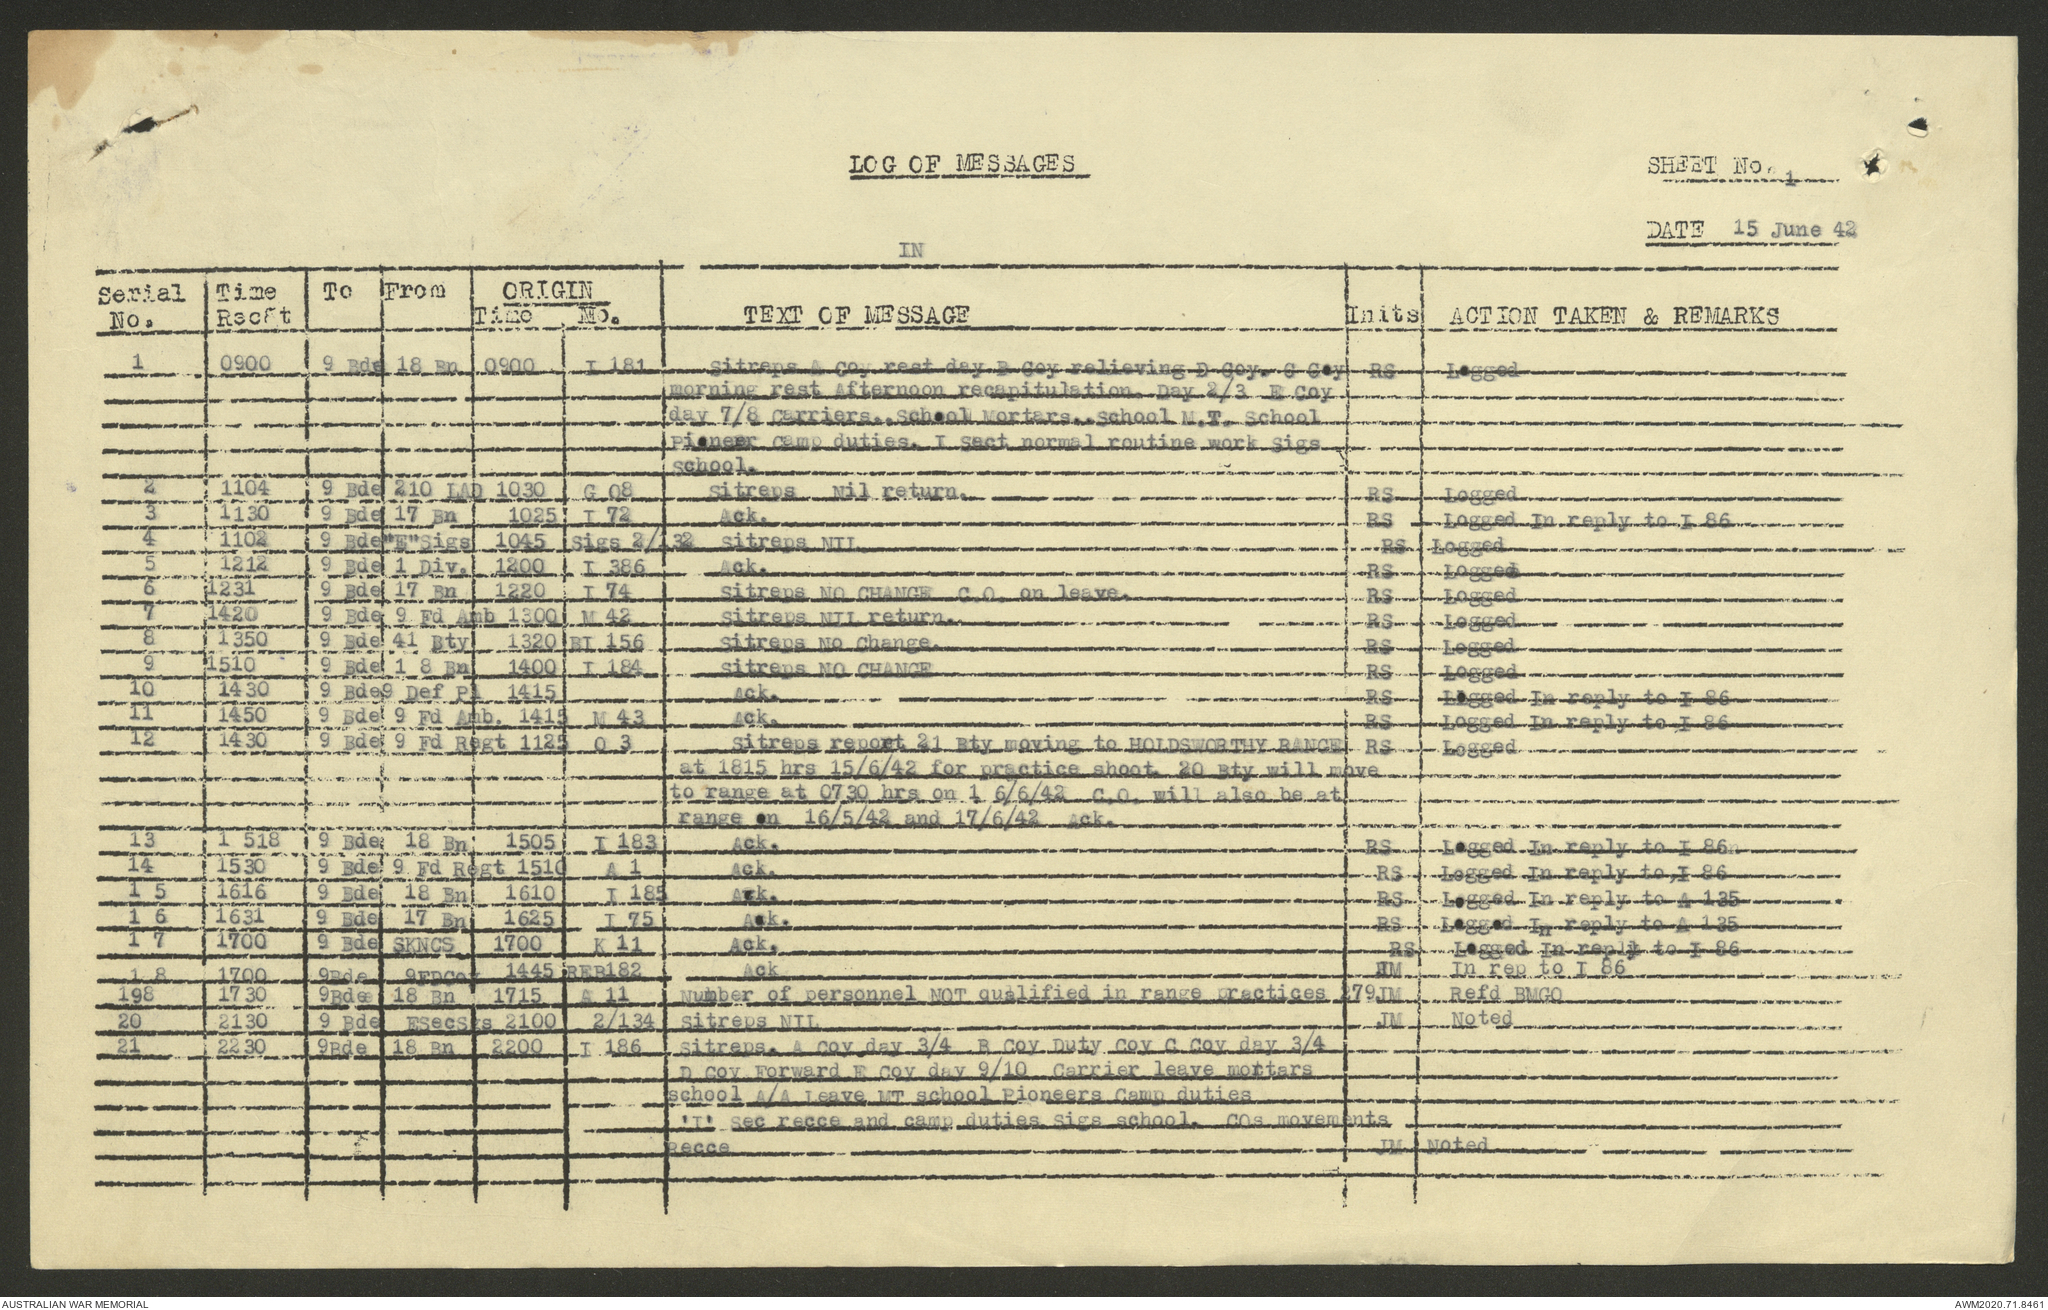 LOG OF MESSAGES
SHEET No. 1
DATE 15 June 42
IN
Serial No. Time Recdt To From ORIGIN Time No. TEXT OF MESSAGE Inits ACTION TAKEN & REMARKS
1 0900 9 Bde 18 Bn 0900 I 181 Sitreps A Coy rest day B Coy relieving D Coy. C Coy RS Logged
morning rest Afternoon recapitulation. Day 2/3 E Coy
day 7/8 Carriers..School Mortars..School M.T. School
Pioneer Camp duties. I Sect normal routine work Sigs
School.
2 1104 9 Bde 210 LAD 1030 G 08 Sitreps Nil return. RS Logged
3 1130 9 Bde 17 Bn 1025 I 72 Ack. RS Logged In reply to I 86
4 1102 9 Bde "E"Sigs 1045 Sigs 2/132 Sitreps NIL RS Logged
5 1212 9 Bde 1 Div. 1200 I 386 Ack. RS Logged
6 1231 9 Bde 17 Bn 1220 I 74 Sitreps NO CHANGE C.O. on leave. RS Logged
7 1420 9 Bde 9 Fd Amb 1300 M 42 Sitreps NIL return. RS Logged
8 1350 9 Bde 41 Bty 1320 BI 156 Sitreps No Change. RS Logged
9 1510 9 Bde 1 8 Bn 1400 I 184 Sitreps NO CHANGE RS Logged
10 1430 9 Bde 9 Def Pl 1415 Ack. RS Logged In reply to I 86
11 1450 9 Bde 9 Fd Amb. 1415 M 43 Ack. RS Logged In reply to I 86
12 1430 9 Bde 9 Fd Regt 1125 O 3 Sitreps report 21 Bty moving to HOLDSWORTHY RANGE RS Logged
at 1815 hrs 15/6/42 for practice shoot. 20 Bty will move
to range at 0730 hrs on 1 6/6/42 C.O. will also be at
range on 16/5/42 and 17/6/42 Ack.
13 1 518 9 Bde 18 Bn 1505 I 183 Ack. RS Logged In reply to I 86
14 1530 9 Bde 9 Fd Regt 1510 A 1 Ack. RS Logged In reply to I 86
1 5 1616 9 Bde 18 Bn 1610 I 185 Ack. RS Logged In reply to A 135
1 6 1631 9 Bde 17 Bn 1625 I 75 Ack. RS Logged In reply to A 135
1 7 1700 9 Bde SKNCS 1700 K 11 Ack. RS Logged In reply to I 86
1 8 1700 9Bde 9FDCoy 1445 REB182 Ack JM In rep to I 86
198 1730 9Bde 18 Bn 1715 A 11 Number of personnel NOT qualified in range practices 279 JM Refd BMGO
20 2130 9 Bde ESecSgs 2100 2/134 Sitreps NIL JM Noted
21 2230 9Bde 18 Bn 2200 I 186 Sitreps. A Coy day 3/4 B Coy Duty Coy C Coy day 3/4
D Coy Forward E Coy day 9/10 Carrier leave mortars
school A/A Leave MT school Pioneers Camp duties
'I' Sec recce and camp duties Sigs school. COs movements
Recce JM Noted
AUSTRALIAN WAR MEMORIAL
AWM2020.71.8461